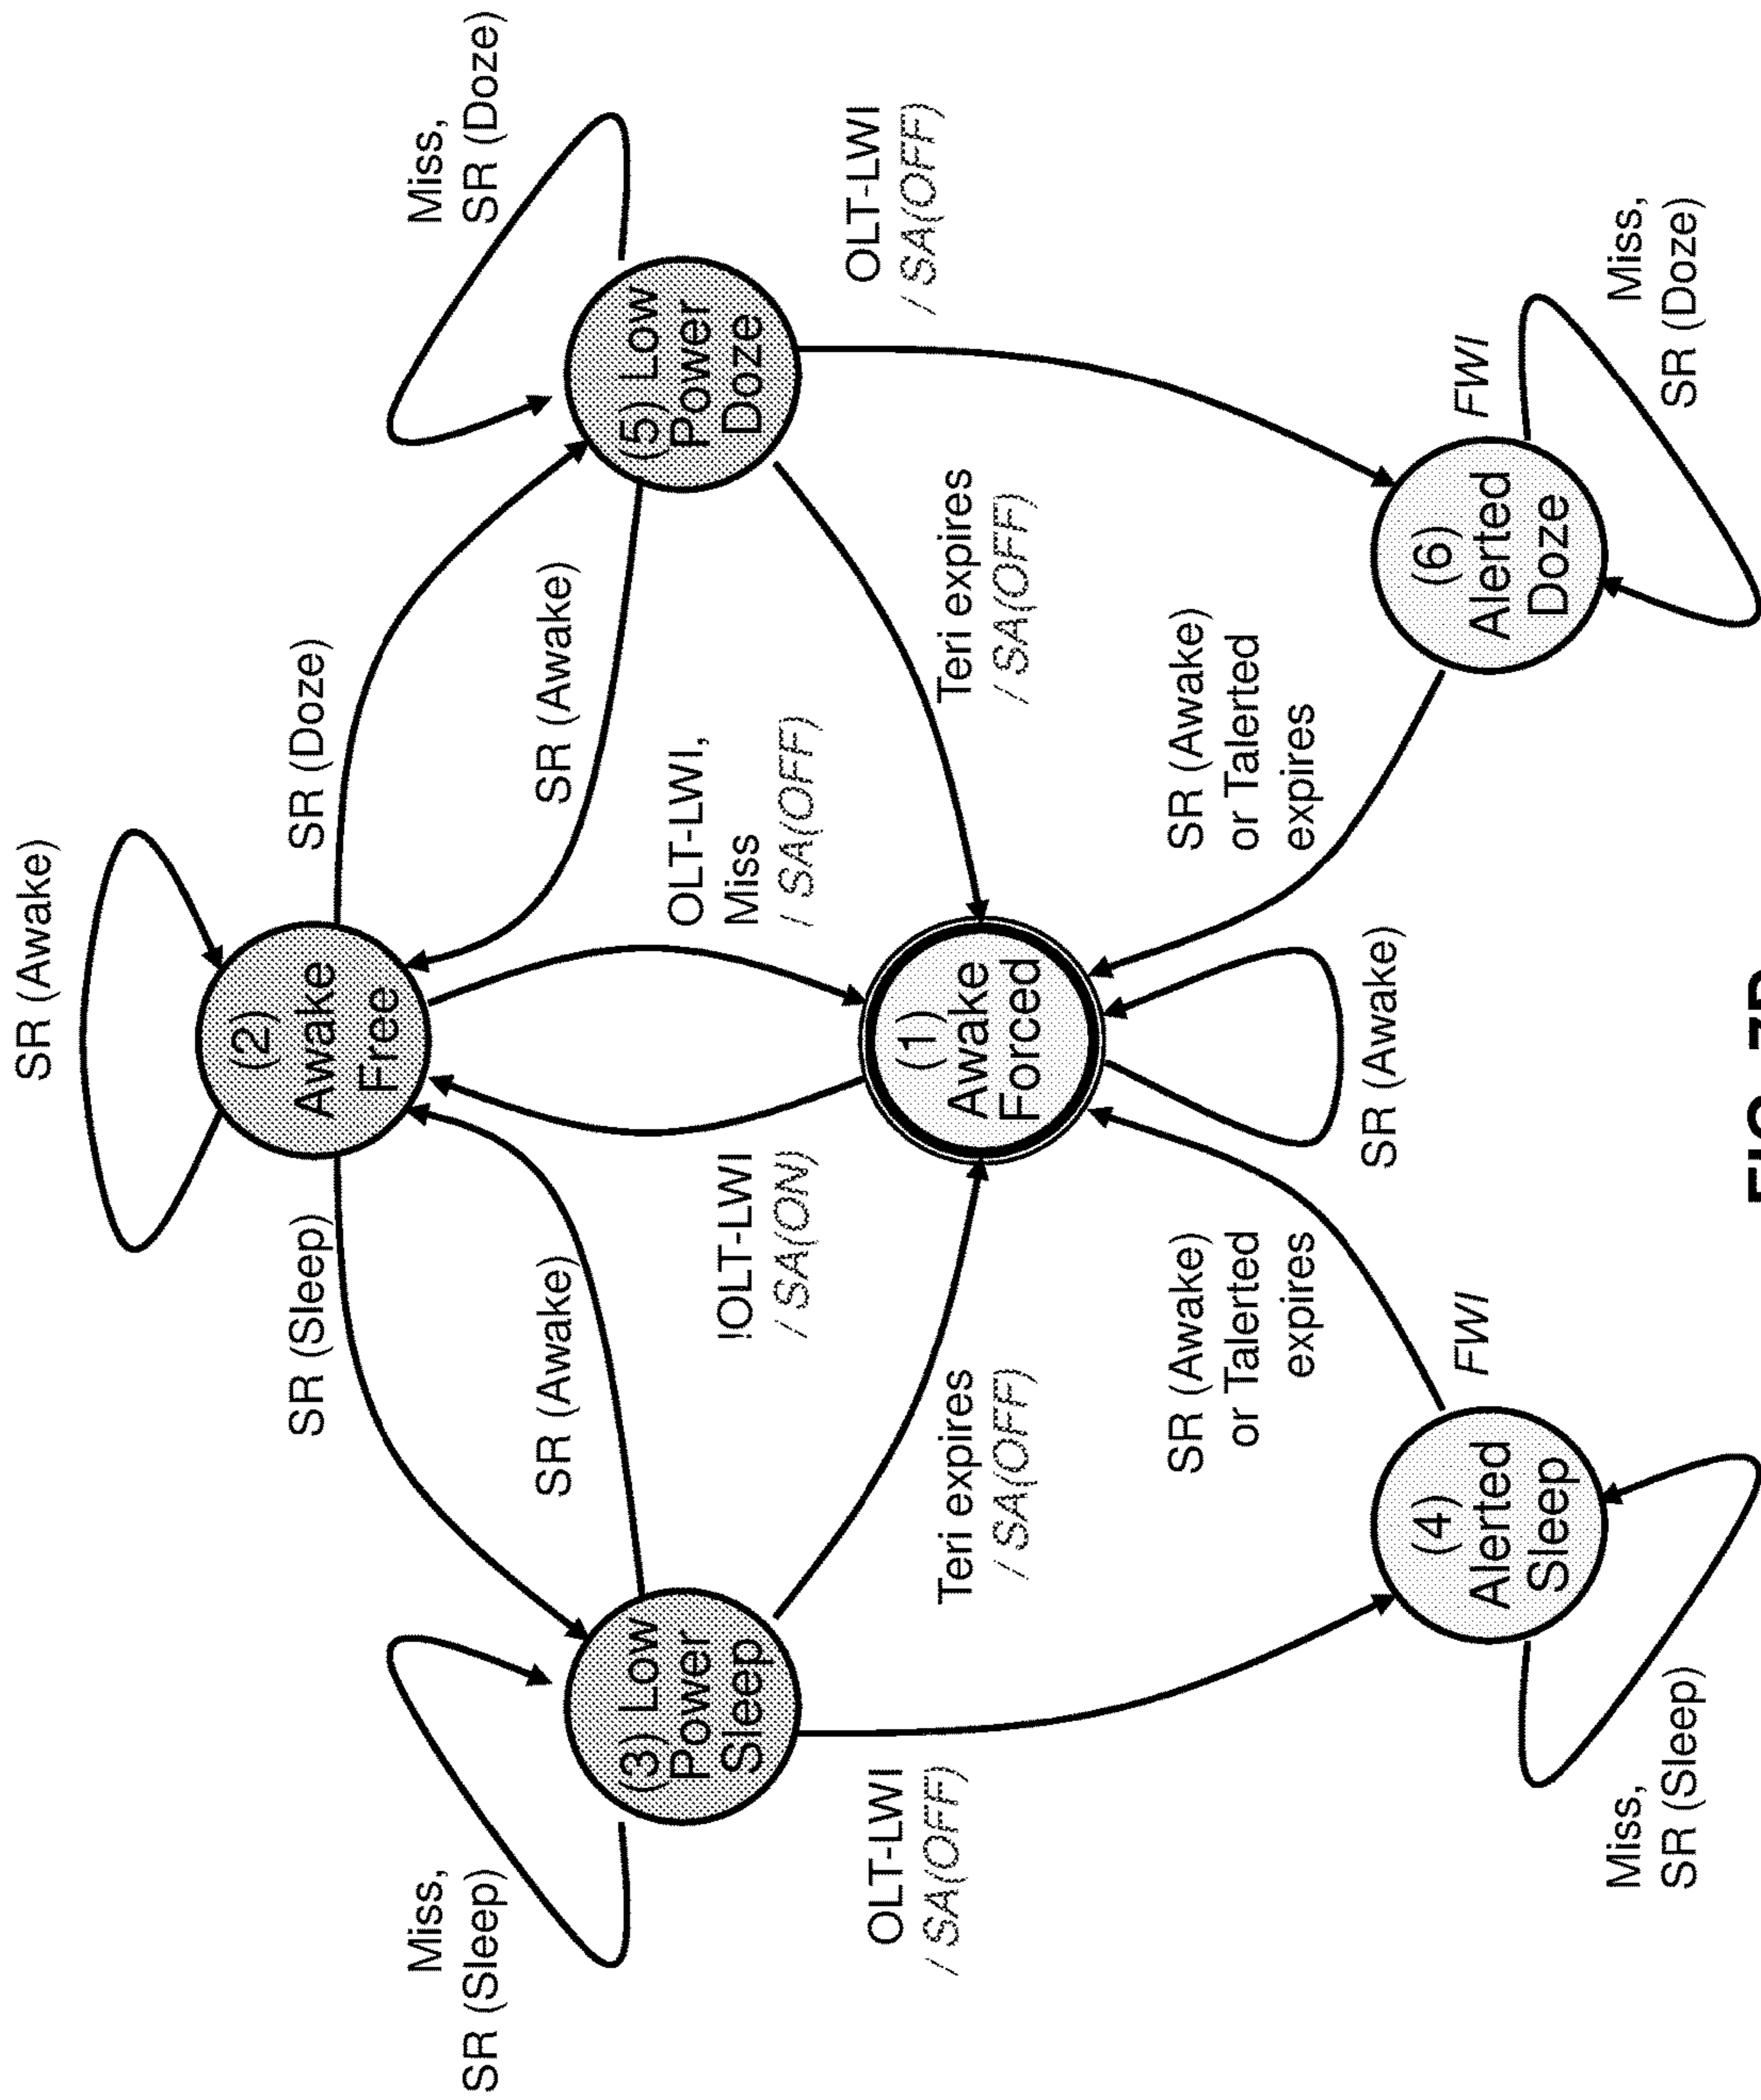 SR (Awake)
(2)
Awake
Free
SR (Sleep)
SR (Doze)
Miss,
SR (Sleep)
Miss,
SR (Doze)
SR (Awake)
SR (Awake)
(3) Low
Power
Sleep
(5) Low
Power
Doze
!OLT-LWI
/ SA(ON)
OLT-LWI,
Miss
/ SA(OFF)
OLT-LWI
/ SA(OFF)
Teri expires
/ SA(OFF)
(1)
Awake
Forced
Teri expires
/ SA(OFF)
OLT-LWI
/ SA(OFF)
SR (Awake)
or Talerted
expires
SR (Awake)
or Talerted
expires
SR (Awake)
(4)
Alerted
Sleep
FWI
(6)
Alerted
Doze
FWI
Miss,
SR (Sleep)
Miss,
SR (Doze)